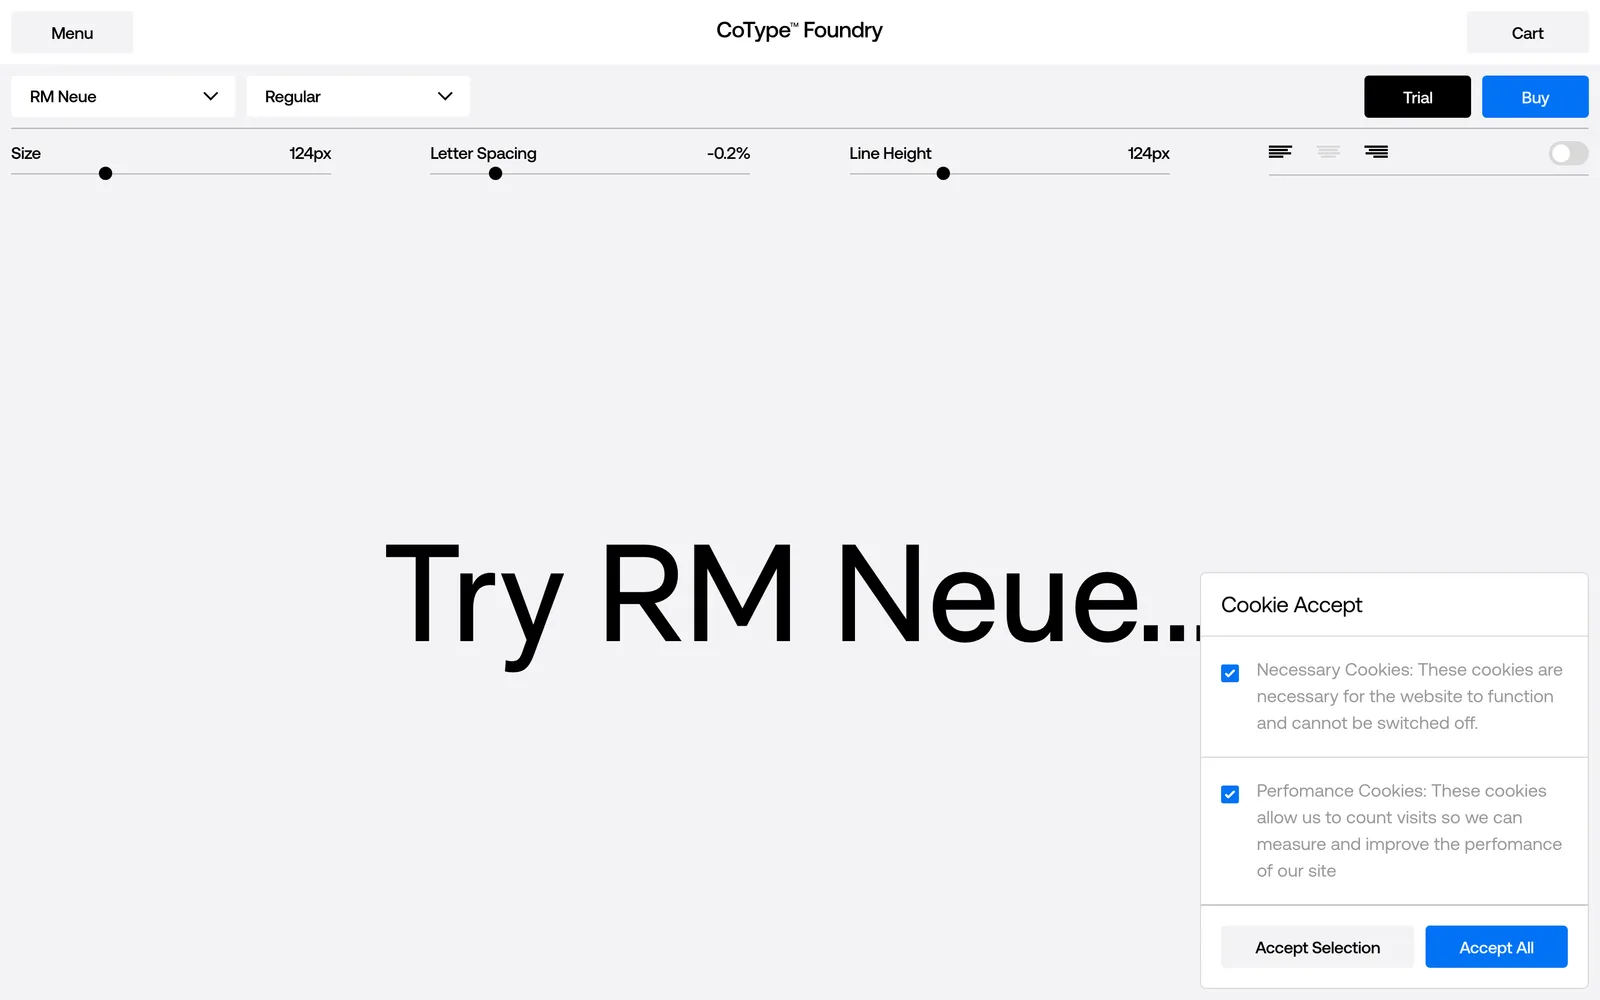 Menu
CoType™ Foundry
Cart
RM Neue
Regular
Trial
Buy
Size
124px
Letter Spacing
-0.2%
Line Height
124px
Try RM Neue...
Cookie Accept
Necessary Cookies: These cookies are
necessary for the website to function
and cannot be switched off.
Perfomance Cookies: These cookies
allow us to count visits so we can
measure and improve the perfomance
of our site
Accept Selection
Accept All